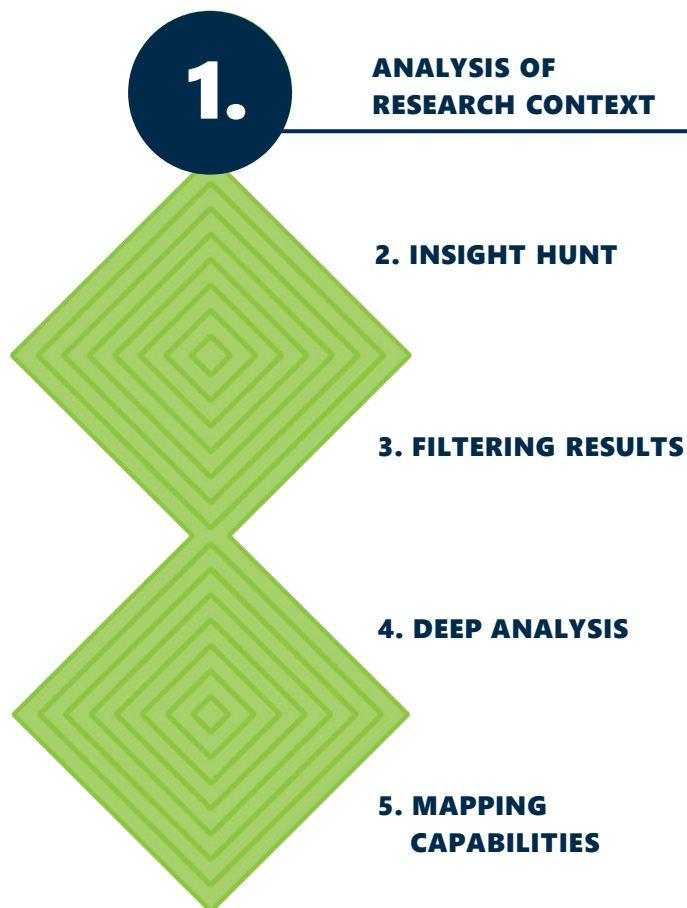 1.
ANALYSIS OF
RESEARCH CONTEXT
2. INSIGHT HUNT
3. FILTERING RESULTS
4. DEEP ANALYSIS
5. MAPPING
CAPABILITIES